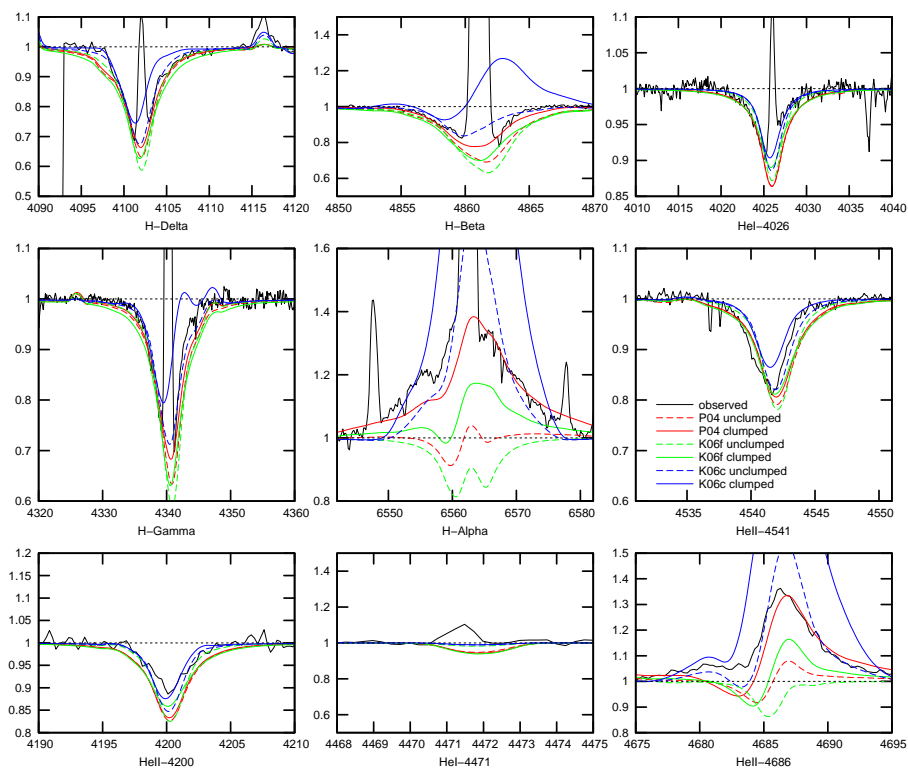 1.1
1
0.9
0.8
0.7
0.6
0.5
4090 4095 4100 4105 4110 4115 4120
H−Delta
1.4
1.2
1
0.8
0.6
4850 4855 4860 4865 4870
H−Beta
1.05
1
0.95
0.9
0.85
4010 4015 4020 4025 4030 4035 4040
HeI−4026
1.1
1
0.9
0.8
0.7
0.6
4320 4330 4340 4350 4360
H−Gamma
1.6
1.4
1.2
1
0.8
6550 6560 6570 6580
H−Alpha
1.1
1
0.9
0.8
0.7
0.6
4535 4540 4545 4550
HeII−4541
observed
P04 unclumped
P04 clumped
K06f unclumped
K06f clumped
K06c unclumped
K06c clumped
1.2
1.15
1.1
1.05
1
0.95
0.9
0.85
0.8
4190 4195 4200 4205 4210
HeII−4200
1.4
1.2
1
0.8
0.6
4468 4469 4470 4471 4472 4473 4474 4475
HeI−4471
1.5
1.4
1.3
1.2
1.1
1
0.9
0.8
4675 4680 4685 4690 4695
HeII−4686